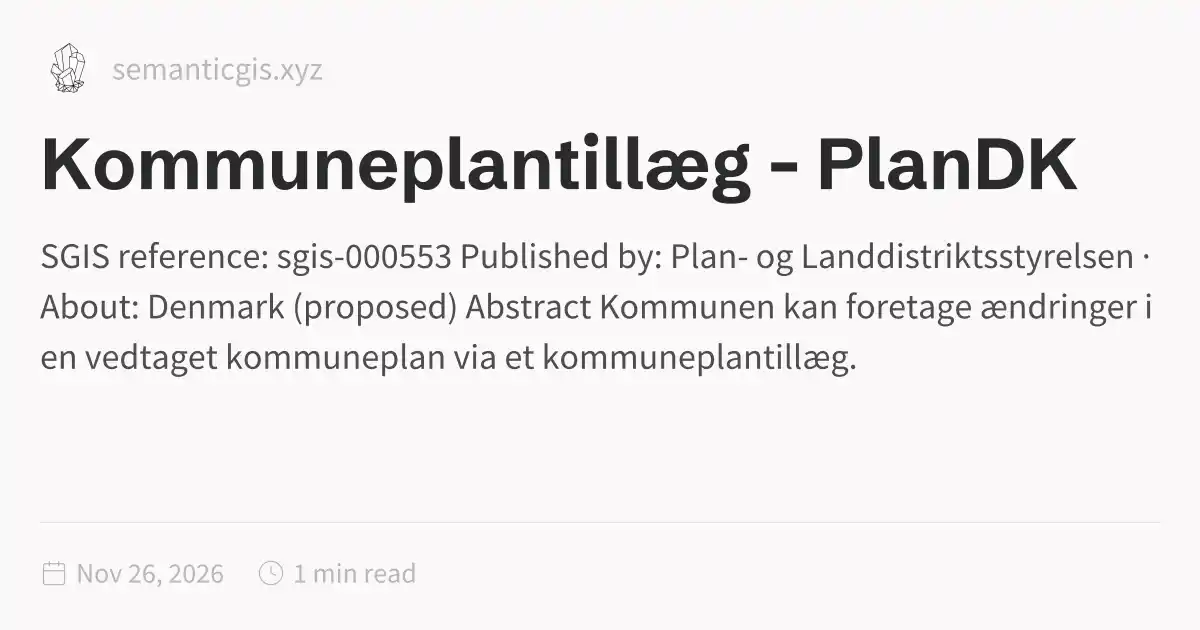 semanticgis.xyz
Kommuneplantillæg - PlanDK
SGIS reference: sgis-000553 Published by: Plan- og Landdistriktsstyrelsen ·
About: Denmark (proposed) Abstract Kommunen kan foretage ændringer i
en vedtaget kommuneplan via et kommuneplantillæg.
Nov 26, 2026 1 min read